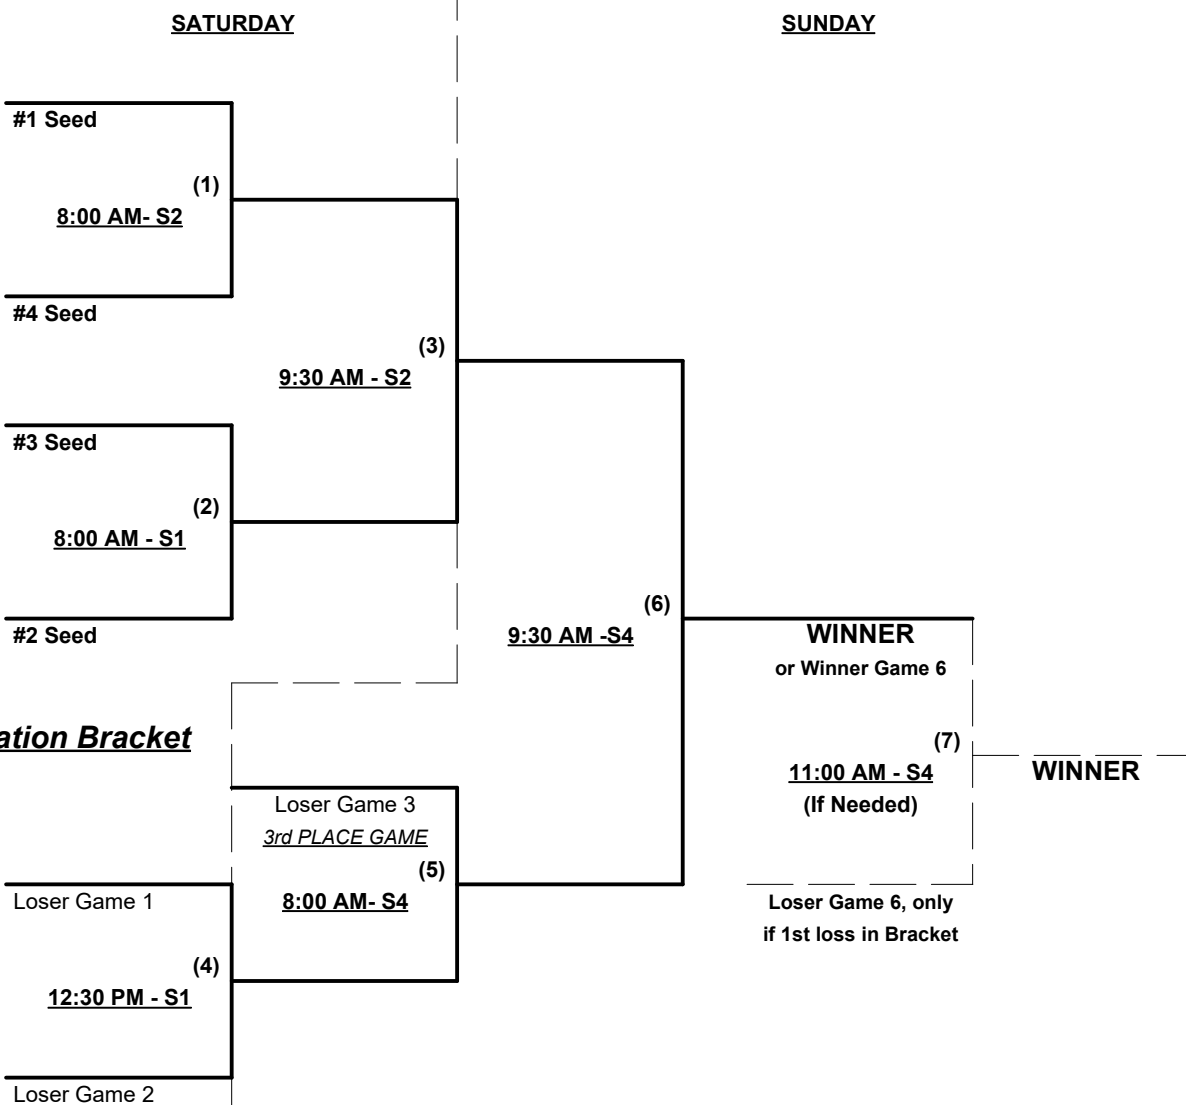 SATURDAY
SUNDAY
#1 Seed
(1)
8:00 AM- S2
#4 Seed
(3)
9:30 AM - S2
#3 Seed
(2)
8:00 AM - S1
#2 Seed
(6)
9:30 AM -S4
WINNER
or Winner Game 6
ation Bracket
(7)
11:00 AM - S4
WINNER
(If Needed)
Loser Game 3
3rd PLACE GAME
(5)
8:00 AM- S4
Loser Game 1
Loser Game 6, only
if 1st loss in Bracket
(4)
12:30 PM - S1
Loser Game 2